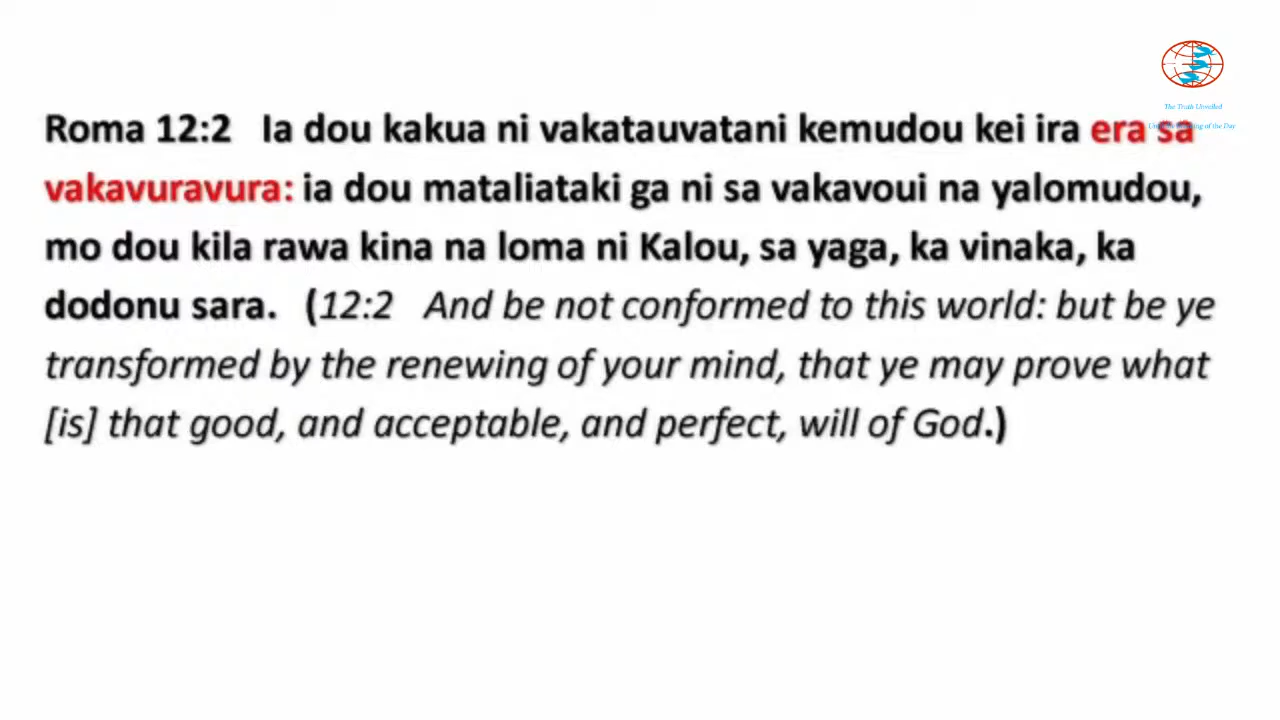 The Truth Unveiled
of the Day
Roma 12:2 Ia dou kakua ni vakatauvatani kemudou kei ira era sa
vakavuravura: ia dou mataliataki ga ni sa vakavoui na yalomudou,
mo dou kila rawa kina na loma ni Kalou, sa yaga, ka vinaka, ka
dodonu sara. (12:2 And be not conformed to this world: but be ye
transformed by the renewing of your mind, that ye may prove what
[is] that good, and acceptable, and perfect, will of God.)